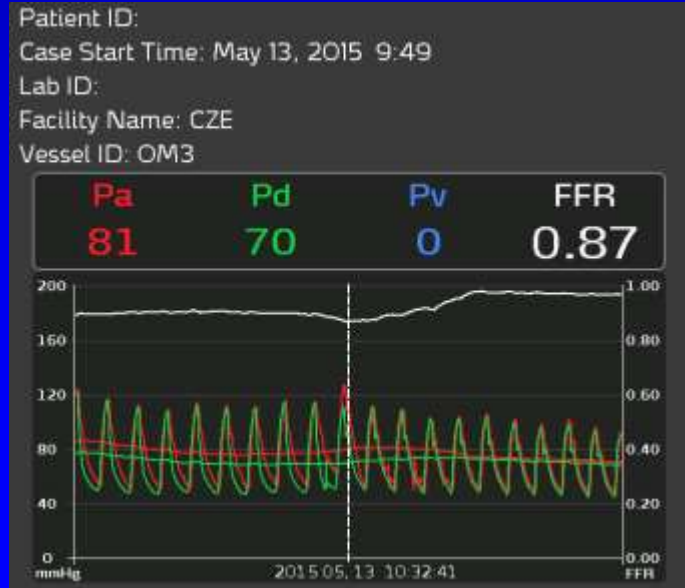 Patient ID:
Case Start Time: May 13, 2015 9:49
Lab ID:
Facility Name: CZE
Vessel ID: OM3
Pa Pd Pv FFR
81 70 0 0.87
200 1.00
160 0.80
120 0.60
80 0.40
40 0.20
0 0.00
mmHg 2015 05, 13 10:32:41 FFR